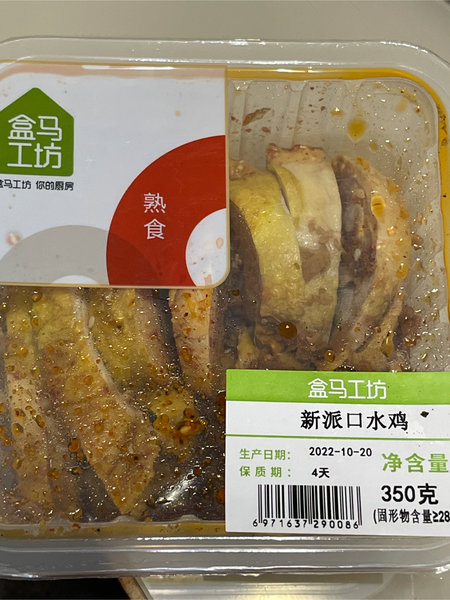 盒马
工坊
盒马工坊 你的厨房
熟食
盒马工坊
新派口水鸡
生产日期: 2022-10-20
保质期: 4天
净含量
350克
(固形物含量≥28
6971637290086